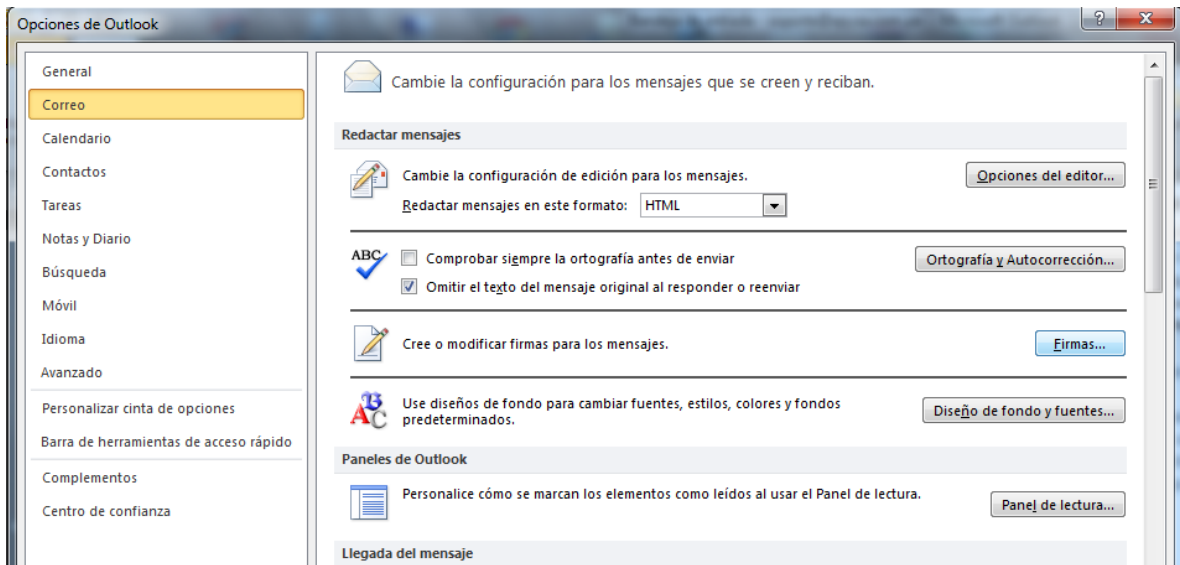 Opciones de Outlook
General
Correo
Calendario
Contactos
Tareas
Notas y Diario
Búsqueda
Móvil
Idioma
Avanzado
Personalizar cinta de opciones
Barra de herramientas de acceso rápido
Complementos
Centro de confianza
Cambie la configuración para los mensajes que se creen y reciban.
Redactar mensajes
Cambie la configuración de edición para los mensajes.
Opciones del editor...
Redactar mensajes en este formato: HTML
ABC
Comprobar siempre la ortografía antes de enviar
Ortografía y Autocorrección...
Omitir el texto del mensaje original al responder o reenviar
Cree o modificar firmas para los mensajes.
Firmas...
Use diseños de fondo para cambiar fuentes, estilos, colores y fondos
predeterminados.
Diseño de fondo y fuentes...
Paneles de Outlook
Personalice cómo se marcan los elementos como leídos al usar el Panel de lectura.
Panel de lectura...
Llegada del mensaje